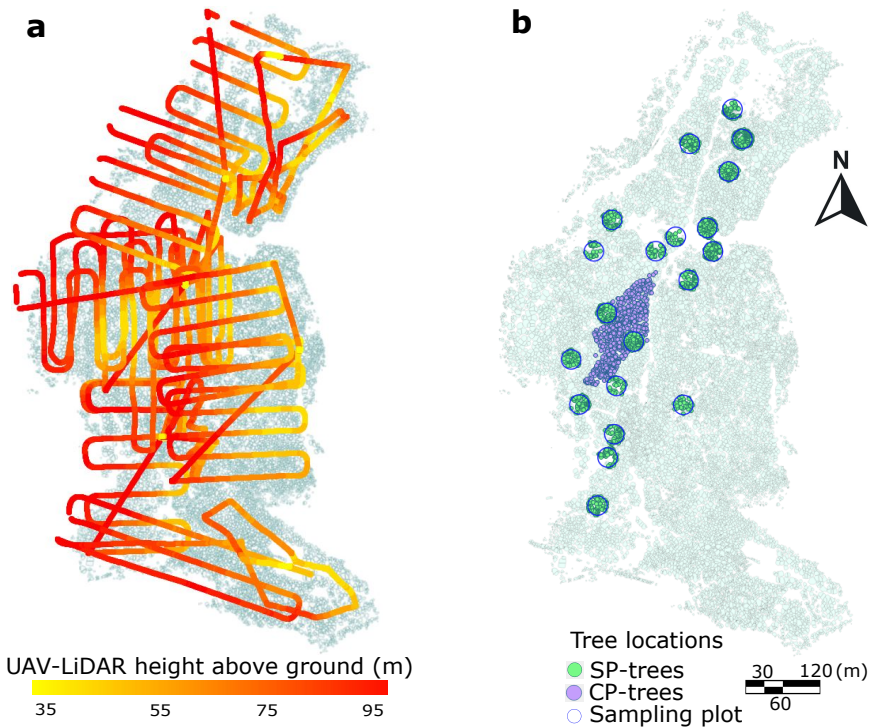 a
b
N
UAV-LiDAR height above ground (m)
35 55 75 95
Tree locations
SP-trees
CP-trees
Sampling plot
30 120 (m)
60